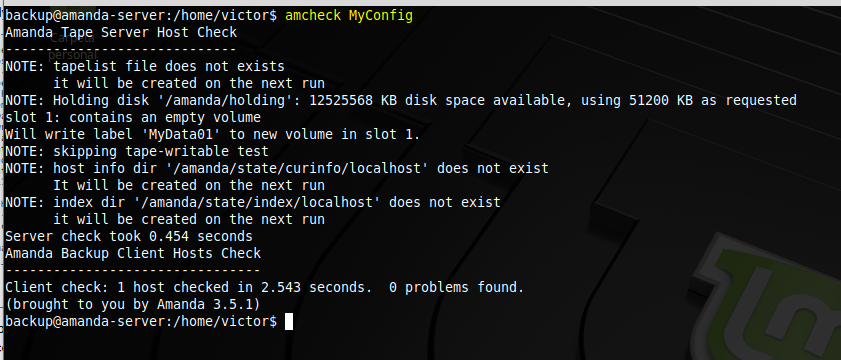 backup@amanda-server:/home/victor$ amcheck MyConfig
Amanda Tape Server Host Check
-----------------------------
NOTE: tapelist file does not exists
      it will be created on the next run
NOTE: Holding disk '/amanda/holding': 12525568 KB disk space available, using 51200 KB as requested
slot 1: contains an empty volume
Will write label 'MyData01' to new volume in slot 1.
NOTE: skipping tape-writable test
NOTE: host info dir '/amanda/state/curinfo/localhost' does not exist
      It will be created on the next run
NOTE: index dir '/amanda/state/index/localhost' does not exist
      it will be created on the next run
Server check took 0.454 seconds
Amanda Backup Client Hosts Check
--------------------------------
Client check: 1 host checked in 2.543 seconds.  0 problems found.
(brought to you by Amanda 3.5.1)
backup@amanda-server:/home/victor$
Carpeta
personal